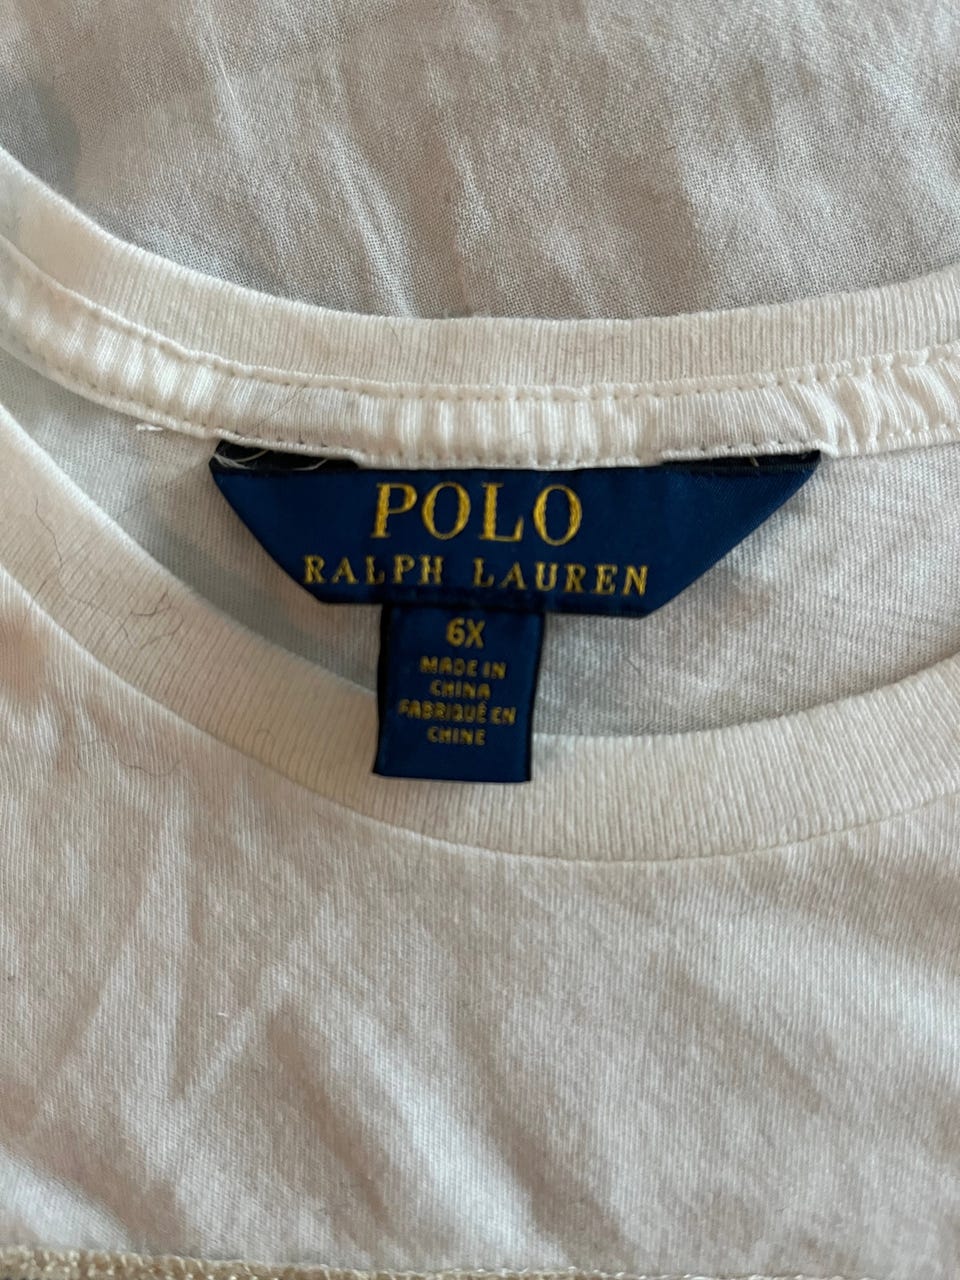 POLO
RALPH LAUREN
6X
MADE IN
CHINA
FABRIQUÉ EN
CHINE